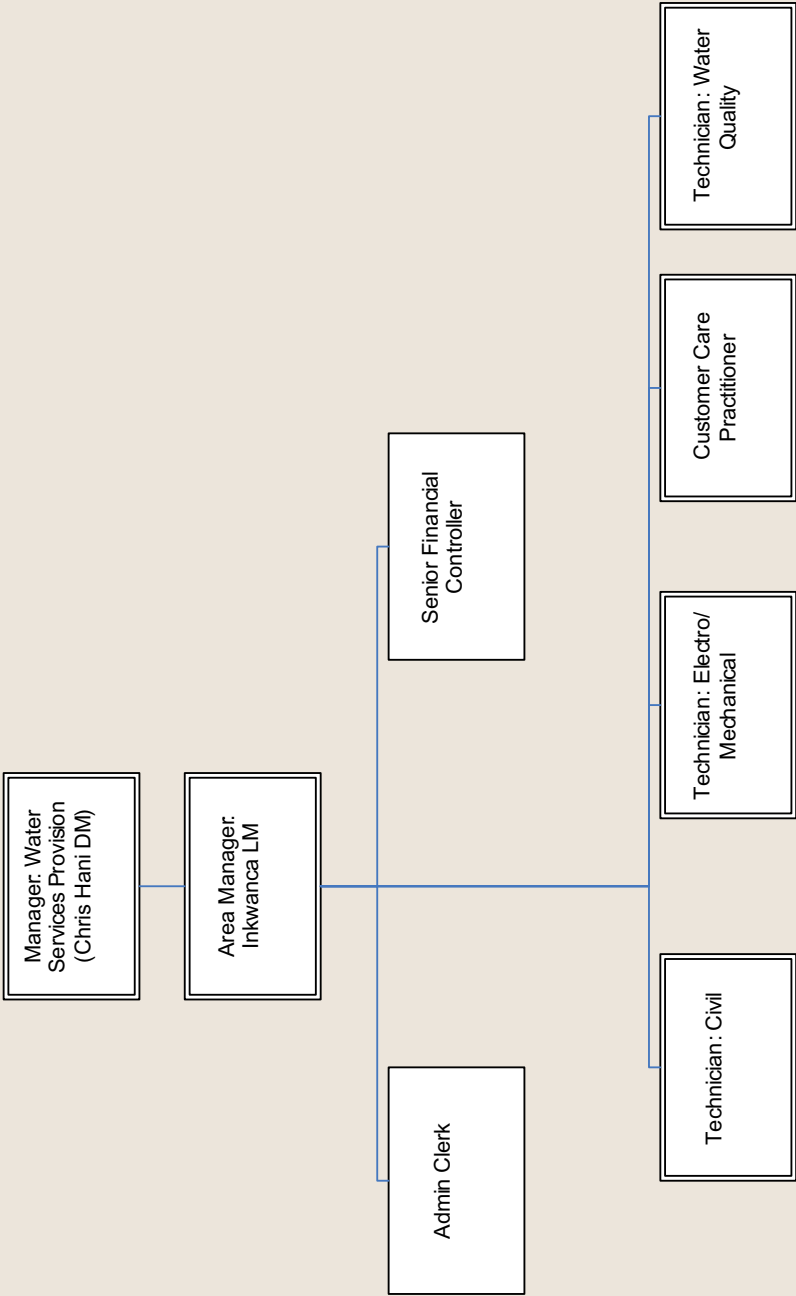 Manager: Water
Services Provision
(Chris Hani DM)
Area Manager:
Inkwanca LM
Admin Clerk
Senior Financial
Controller
Technician: Civil
Technician: Electro/
Mechanical
Customer Care
Practitioner
Technician: Water
Quality